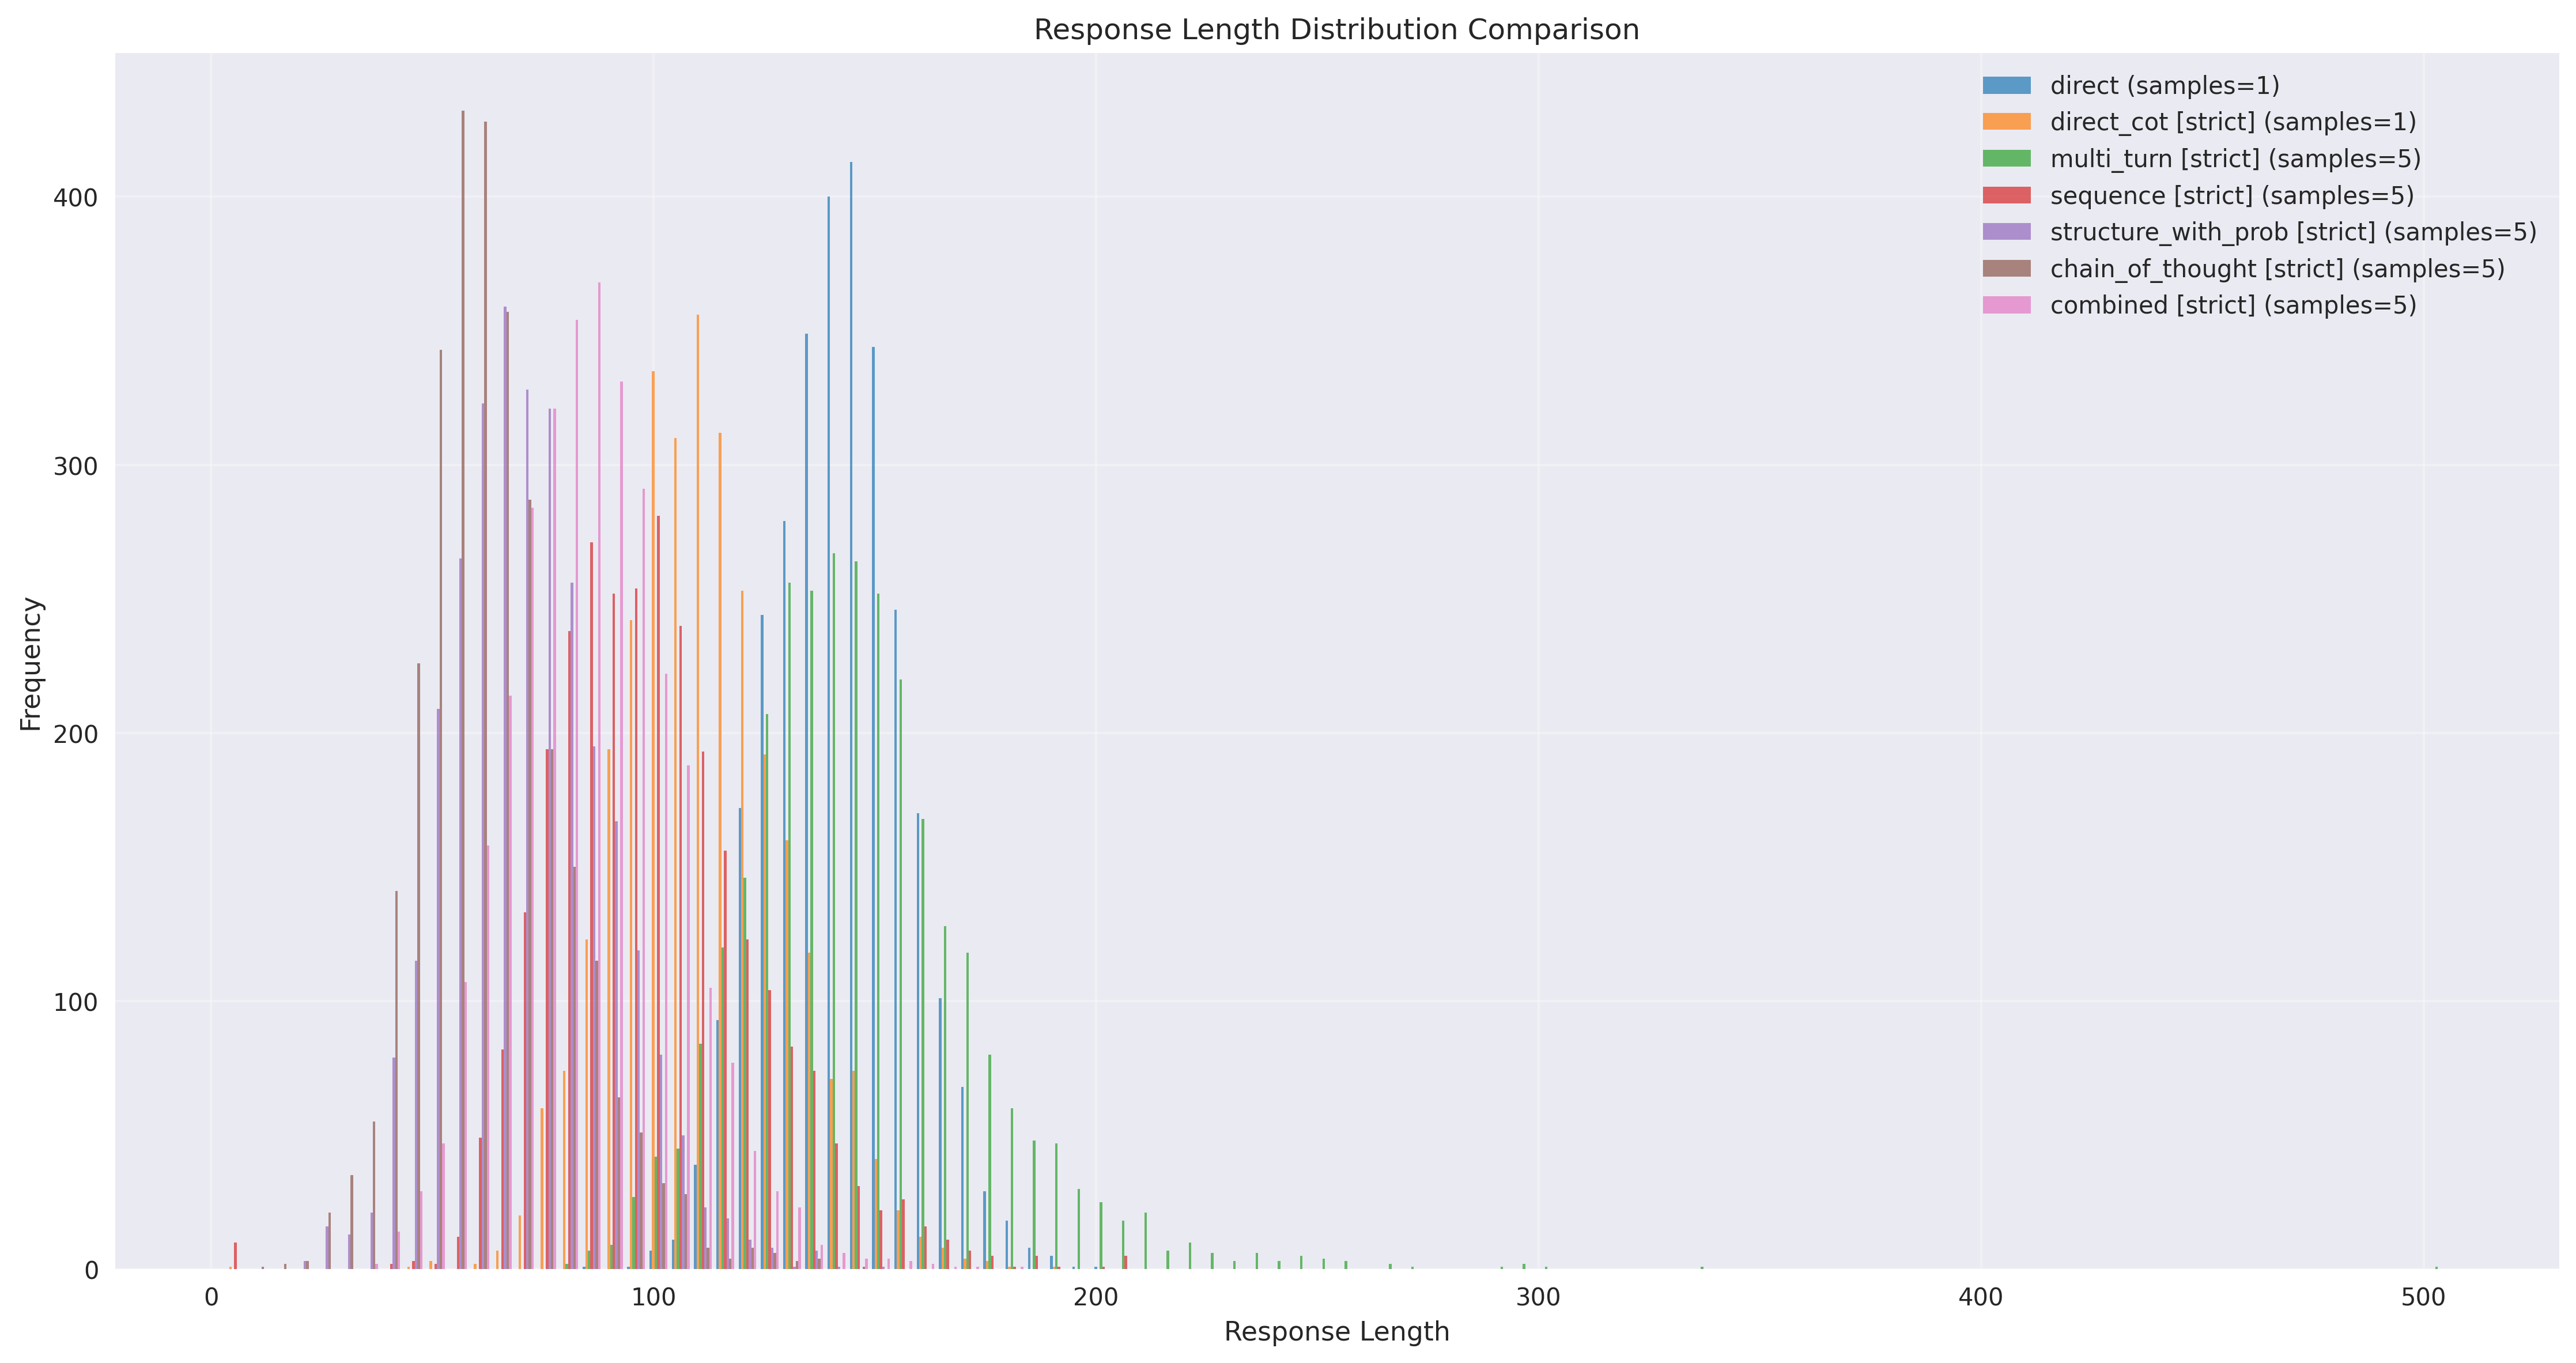 Response Length Distribution Comparison
direct (samples=1)
direct_cot [strict] (samples=1)
multi_turn [strict] (samples=5)
sequence [strict] (samples=5)
structure_with_prob [strict] (samples=5)
chain_of_thought [strict] (samples=5)
combined [strict] (samples=5)
Frequency
400
300
200
100
0
0 100 200 300 400 500
Response Length